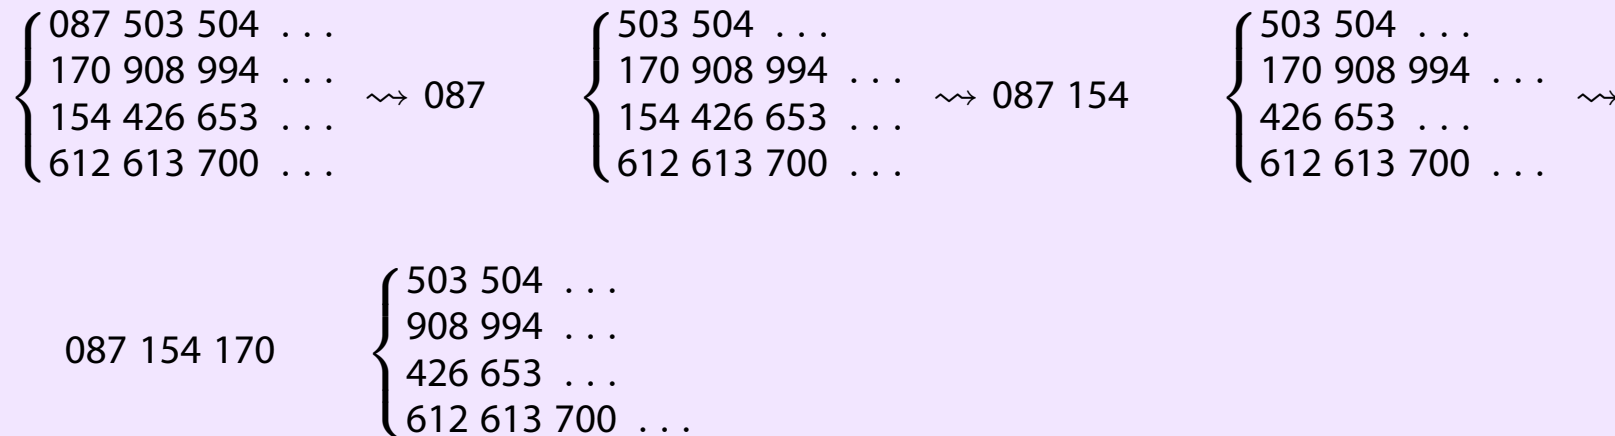 087 503 504 ... 503 504 ... 503 504 ...
170 908 994 ... 170 908 994 ... 170 908 994 ...
⇝ 087 ⇝ 087 154 ⇝
154 426 653 ... 154 426 653 ... 426 653 ...
612 613 700 ... 612 613 700 ... 612 613 700 ...
503 504 ...
908 994 ...
087 154 170
426 653 ...
612 613 700 ...